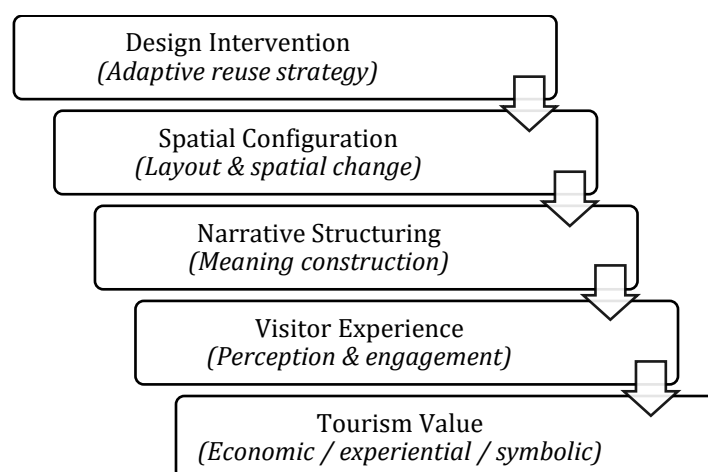 Design Intervention
(Adaptive reuse strategy)
Spatial Configuration
(Layout & spatial change)
Narrative Structuring
(Meaning construction)
Visitor Experience
(Perception & engagement)
Tourism Value
(Economic / experiential / symbolic)